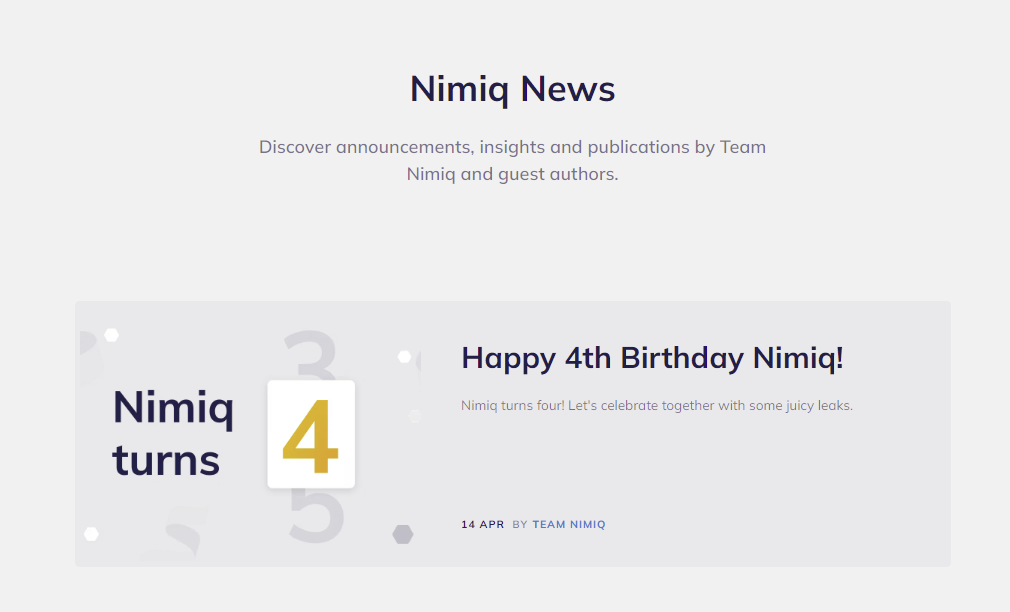 Nimiq News
Discover announcements, insights and publications by Team
Nimiq and guest authors.
3
Nimiq
turns
4
5
Happy 4th Birthday Nimiq!
Nimiq turns four! Let's celebrate together with some juicy leaks.
14 APR BY TEAM NIMIQ